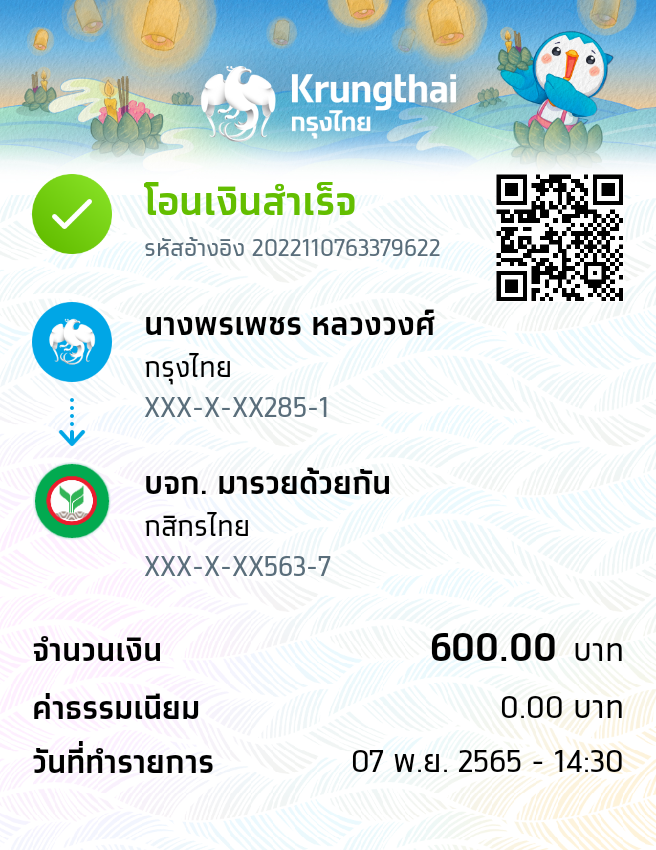 Krungthai
กรุงไทย
โอนเงินสำเร็จ
รหัสอ้างอิง 2022110763379622
นางพรเพชร หลวงวงศ์
กรุงไทย
XXX-X-XX285-1
บจก. มารวยด้วยกัน
กสิกรไทย
XXX-X-XX563-7
จำนวนเงิน 600.00 บาท
ค่าธรรมเนียม 0.00 บาท
วันที่ทำรายการ 07 พ.ย. 2565 - 14:30